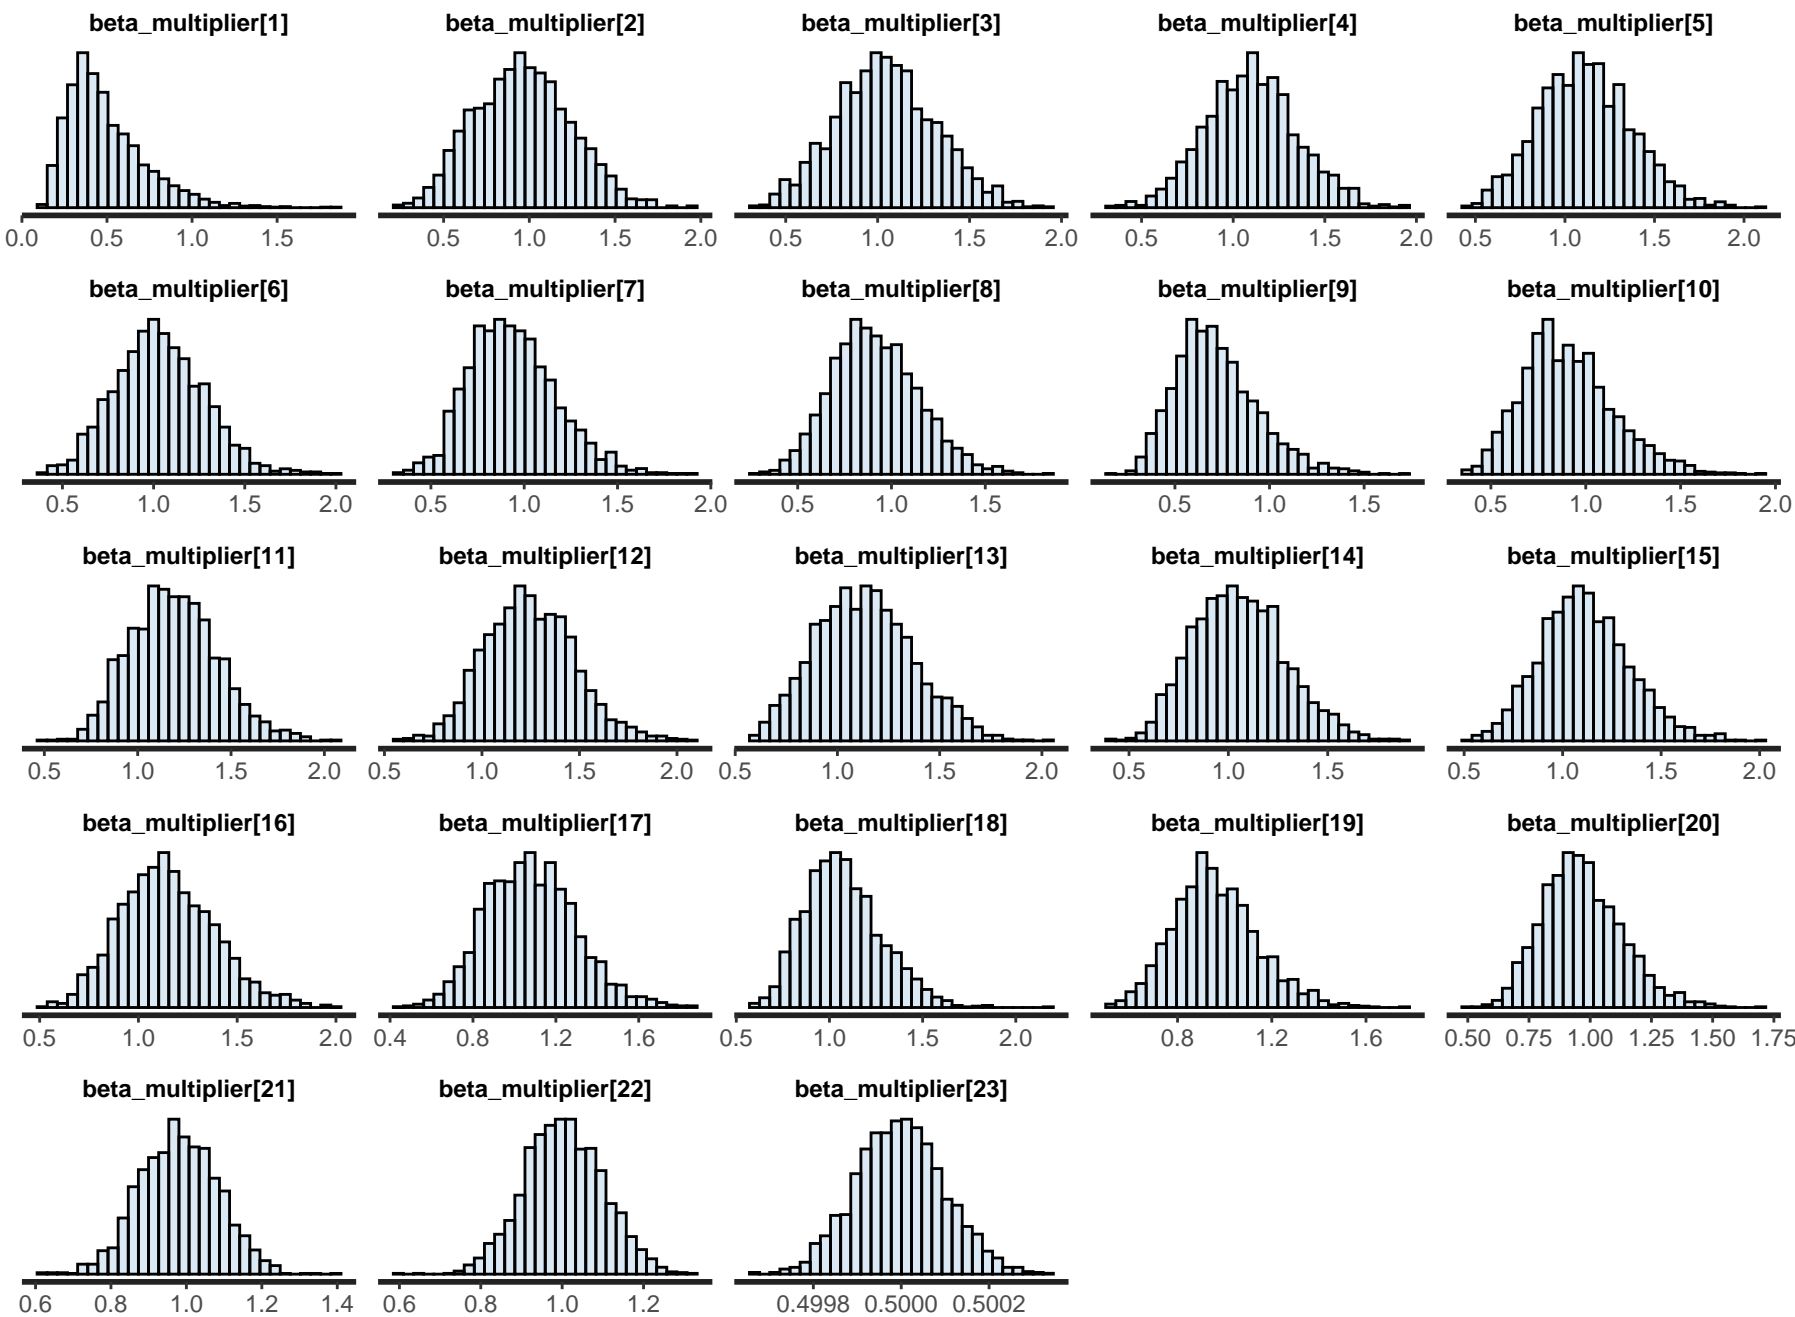 beta_multiplier[1] beta_multiplier[2] beta_multiplier[3] beta_multiplier[4] beta_multiplier[5]
0.0 0.5 1.0 1.5 0.5 1.0 1.5 2.0 0.5 1.0 1.5 2.0 0.5 1.0 1.5 2.0 0.5 1.0 1.5 2.0
beta_multiplier[6] beta_multiplier[7] beta_multiplier[8] beta_multiplier[9] beta_multiplier[10]
0.5 1.0 1.5 2.0 0.5 1.0 1.5 2.0 0.5 1.0 1.5 0.5 1.0 1.5 0.5 1.0 1.5 2.0
beta_multiplier[11] beta_multiplier[12] beta_multiplier[13] beta_multiplier[14] beta_multiplier[15]
0.5 1.0 1.5 2.0 0.5 1.0 1.5 2.0 0.5 1.0 1.5 2.0 0.5 1.0 1.5 0.5 1.0 1.5 2.0
beta_multiplier[16] beta_multiplier[17] beta_multiplier[18] beta_multiplier[19] beta_multiplier[20]
0.5 1.0 1.5 2.0 0.4 0.8 1.2 1.6 0.5 1.0 1.5 2.0 0.8 1.2 1.6 0.50 0.75 1.00 1.25 1.50 1.75
beta_multiplier[21] beta_multiplier[22] beta_multiplier[23]
0.6 0.8 1.0 1.2 1.4 0.6 0.8 1.0 1.2 0.4998 0.5000 0.5002